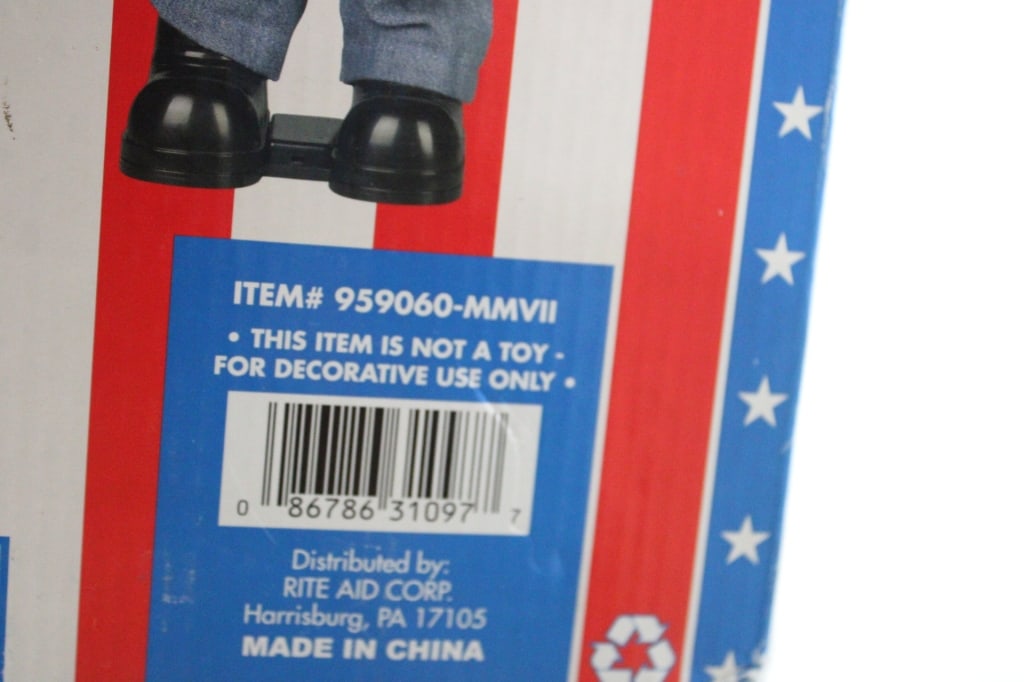 ITEM# 959060-MMVII
• THIS ITEM IS NOT A TOY -
FOR DECORATIVE USE ONLY •
0 86786 31097 7
Distributed by:
RITE AID CORP.
Harrisburg, PA 17105
MADE IN CHINA